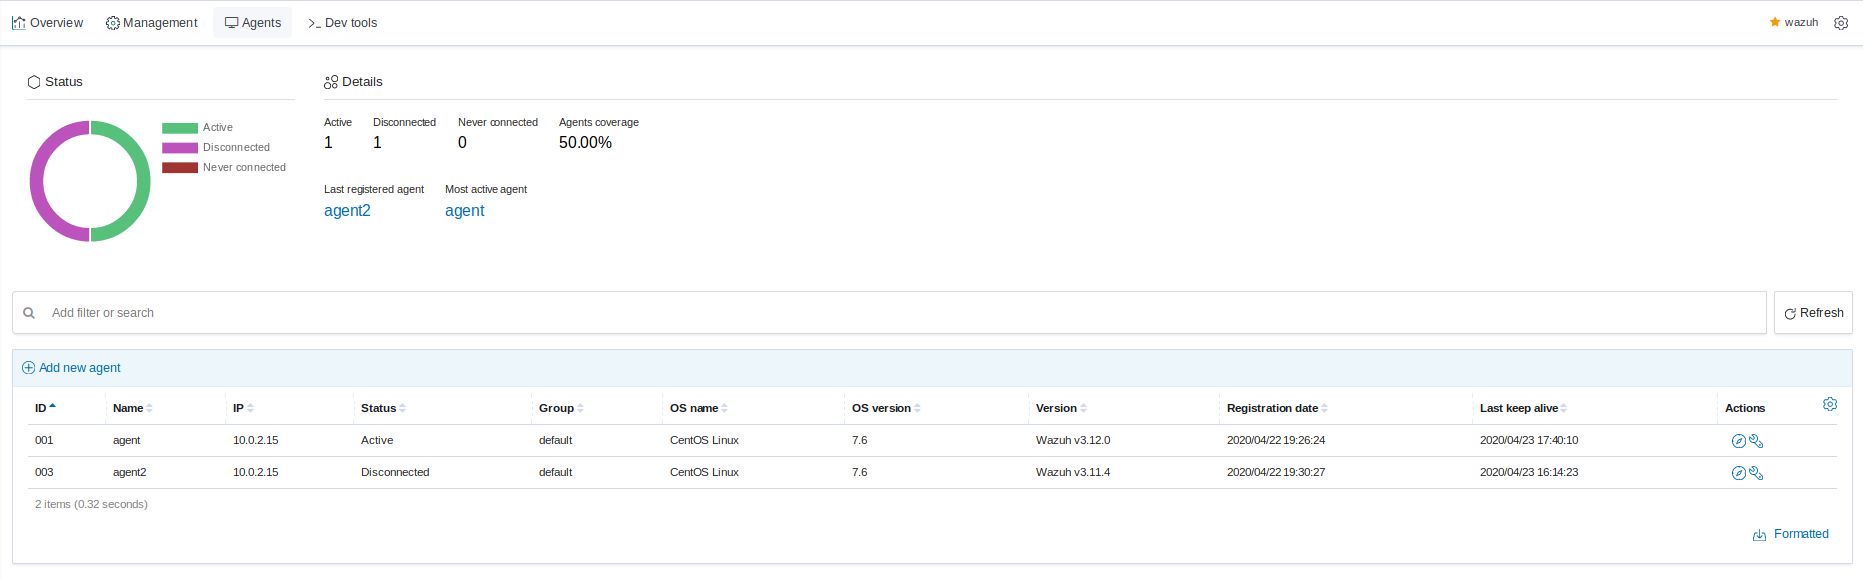 Overview Management Agents >_ Dev tools wazuh
Status
Active
Disconnected
Never connected
Details
Active Disconnected Never connected Agents coverage
1 1 0 50.00%
Last registered agent Most active agent
agent2 agent
Add filter or search Refresh
Add new agent
ID Name IP Status Group OS name OS version Version Registration date Last keep alive Actions
001 agent 10.0.2.15 Active default CentOS Linux 7.6 Wazuh v3.12.0 2020/04/22 19:26:24 2020/04/23 17:40:10
003 agent2 10.0.2.15 Disconnected default CentOS Linux 7.6 Wazuh v3.11.4 2020/04/22 19:30:27 2020/04/23 16:14:23
2 items (0.32 seconds)
Formatted